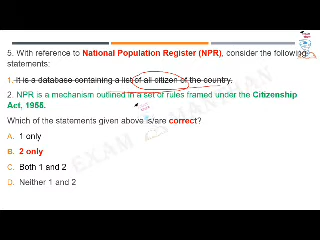 5. With reference to National Population Register (NPR), consider the following
statements:
1. It is a database containing a list of all citizen of the country.
2. NPR is a mechanism outlined in a set of rules framed under the Citizenship
Act, 1955.
Which of the statements given above is/are correct?
A. 1 only
B. 2 only
C. Both 1 and 2
D. Neither 1 and 2